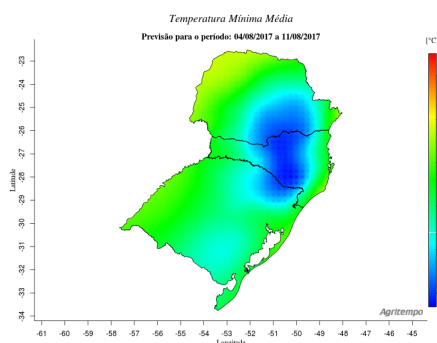 Temperatura Mínima Média
Previsão para o período: 04/08/2017 a 11/08/2017
[°C]
Latitude
-23
-24
-25
-26
-27
-28
-29
-30
-31
-32
-33
-34
Agritempo
-61 -60 -59 -58 -57 -56 -55 -54 -53 -52 -51 -50 -49 -48 -47 -46 -45
Longitude